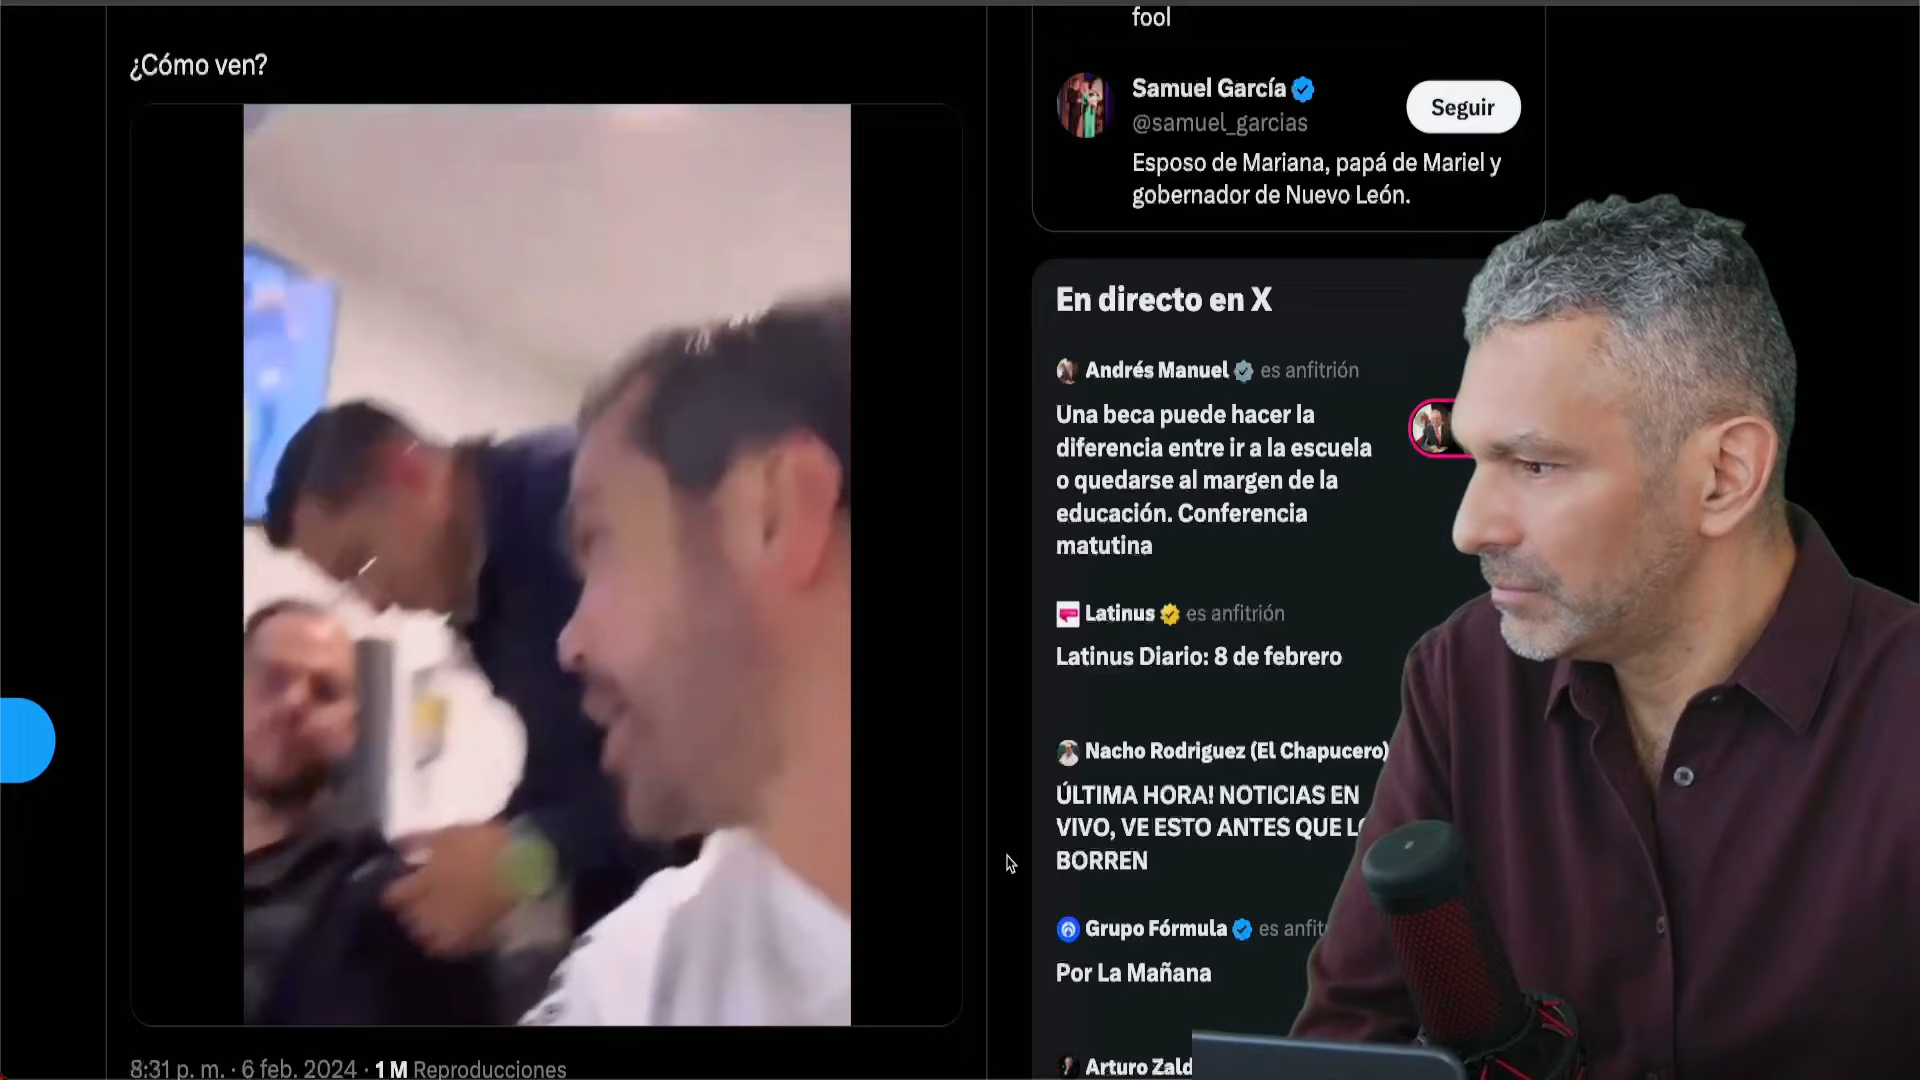 ¿Cómo ven?
8:31 p. m. · 6 feb. 2024 · 1 M Reproducciones
fool
Samuel García
@samuel_garcias
Seguir
Esposo de Mariana, papá de Mariel y
gobernador de Nuevo León.
En directo en X
Andrés Manuel es anfitrión
Una beca puede hacer la
diferencia entre ir a la escuela
o quedarse al margen de la
educación. Conferencia
matutina
Latinus es anfitrión
Latinus Diario: 8 de febrero
Nacho Rodriguez (El Chapucero)
ÚLTIMA HORA! NOTICIAS EN
VIVO, VE ESTO ANTES QUE
BORREN
Grupo Fórmula es
Por La Mañana
Arturo